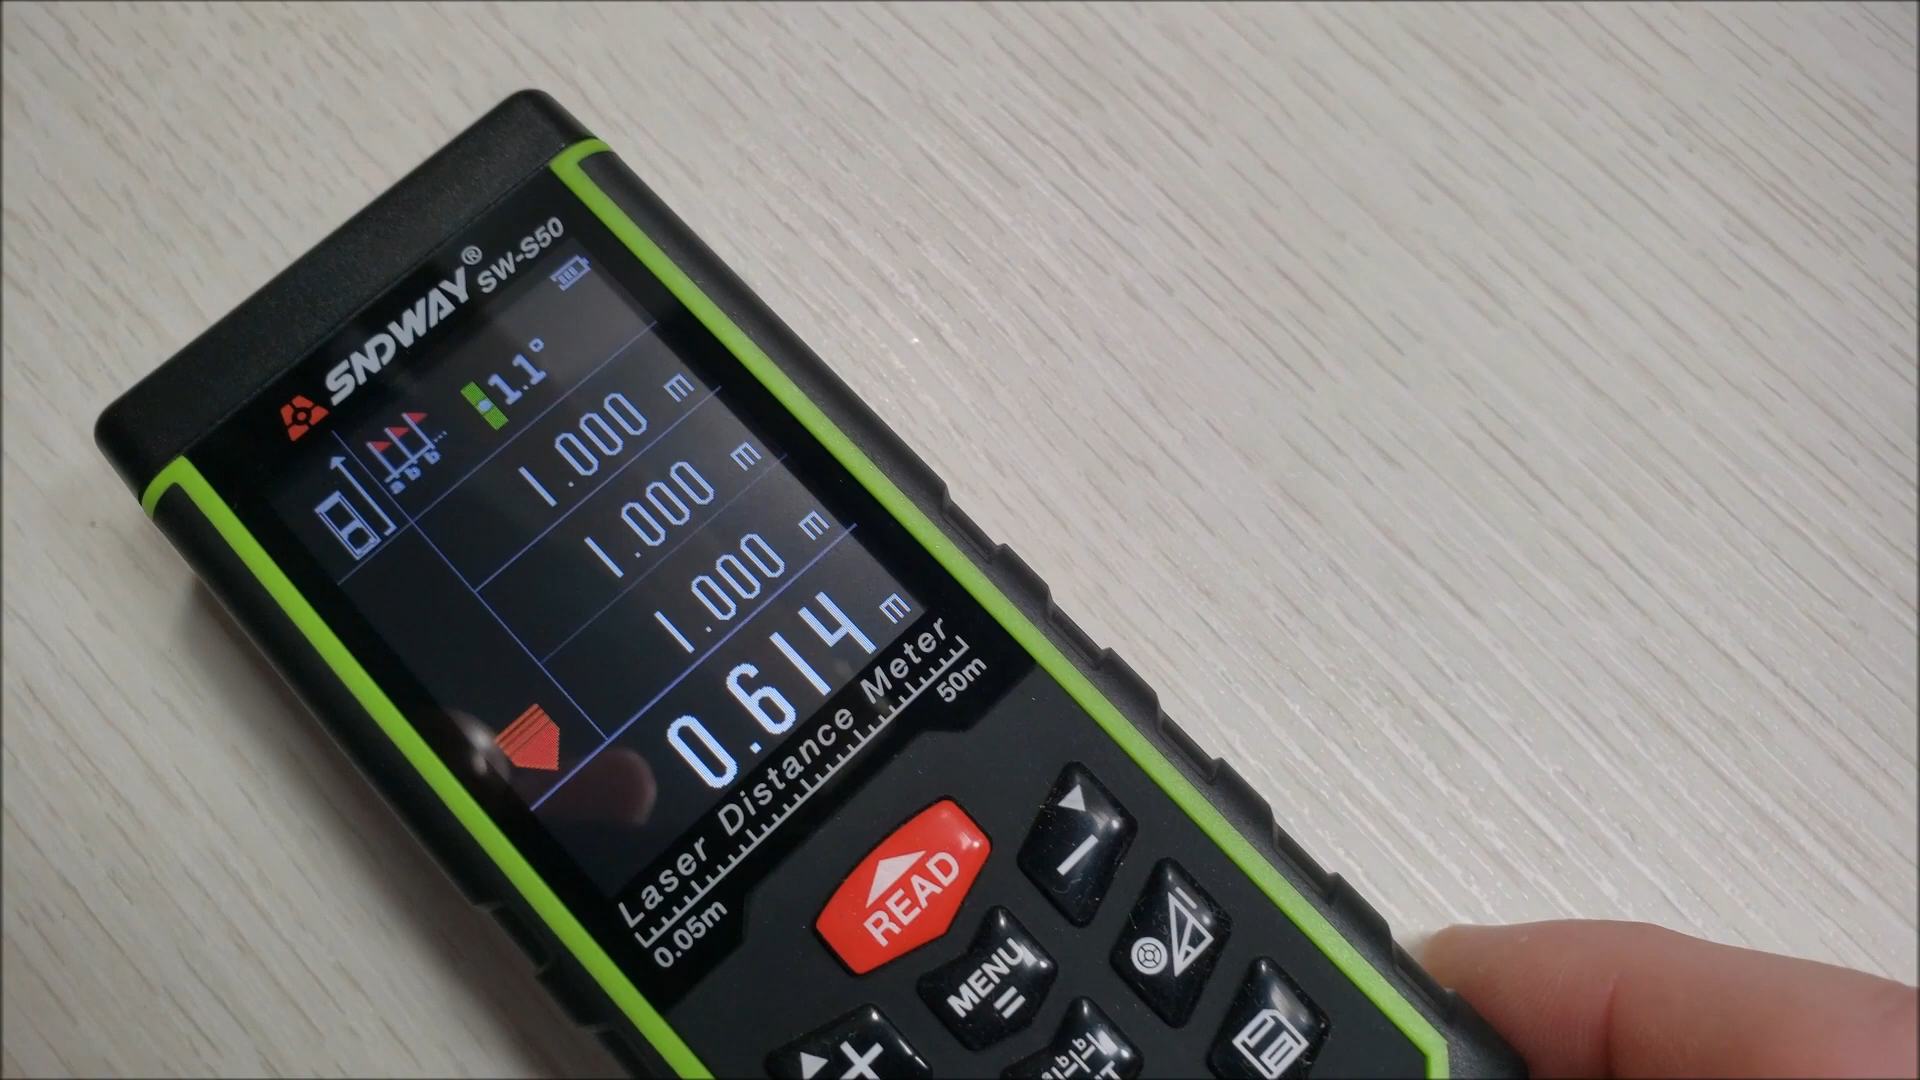 SNDWAY® SW-S50
1.1°
a b b ...
1.000 m
1.000 m
1.000 m
0.614 m
Laser Distance Meter
0.05m 50m
READ
−
MENU
=
+